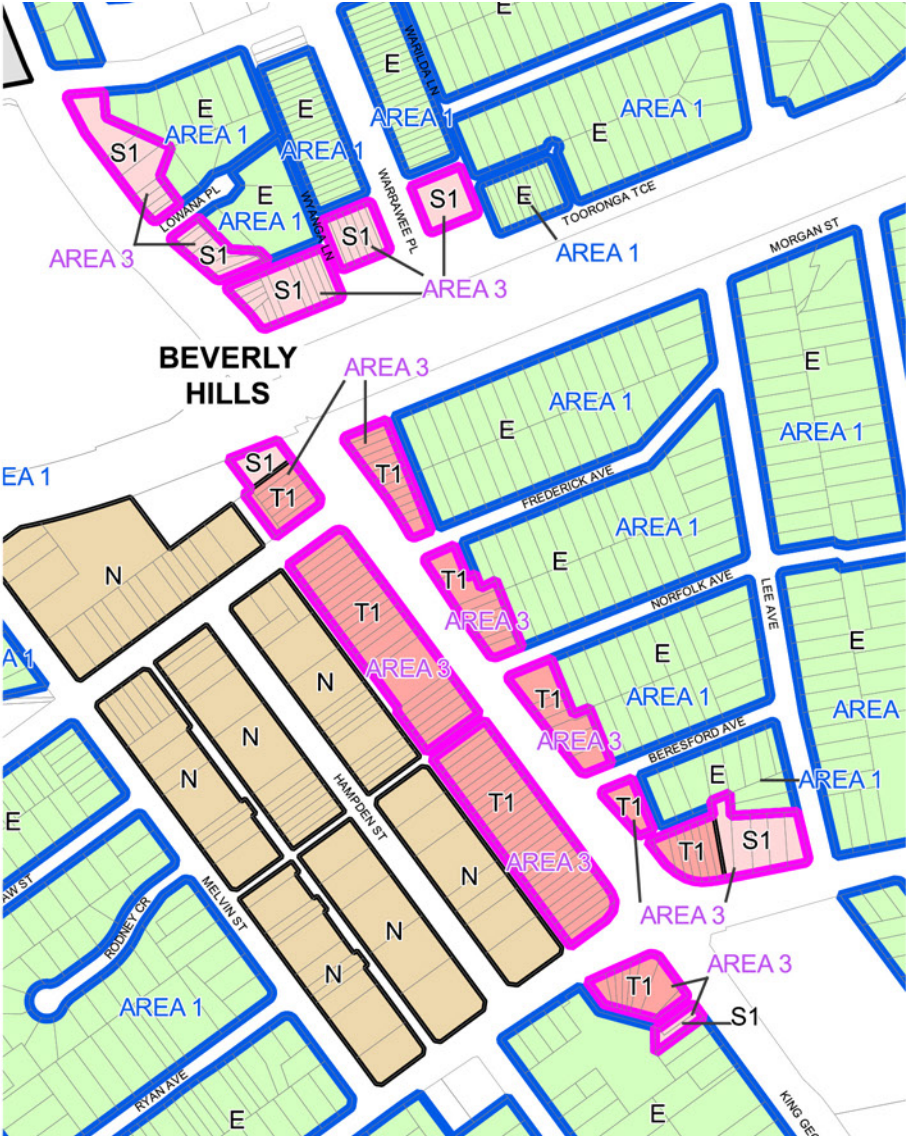 E
WARILDA LN
E
E
E
AREA 1
E
AREA 1
E
AREA 1
AREA 1
S1
E
S1
E
WARRAWEE PL
LOWANA PL
AREA 1
WYANGA LN
TOORONGA TCE
S1
AREA 3
S1
AREA 1
MORGAN ST
S1
AREA 3
BEVERLY
HILLS
AREA 3
E
AREA 1
E
AREA 1
S1
T1
EA 1
T1
FREDERICK AVE
AREA 1
E
N
T1
NORFOLK AVE
LEE AVE
T1
AREA 3
E
A 1
AREA 3
E
N
T1
AREA 1
AREA
N
AREA 3
BERESFORD AVE
N
E
AREA 1
HAMPDEN ST
T1
T1
E
S1
T1
AREA 3
N
AW ST
MELVIN ST
AREA 3
RODNEY CR
N
AREA 3
N
T1
AREA 1
S1
RYAN AVE
KING GEO
E
E